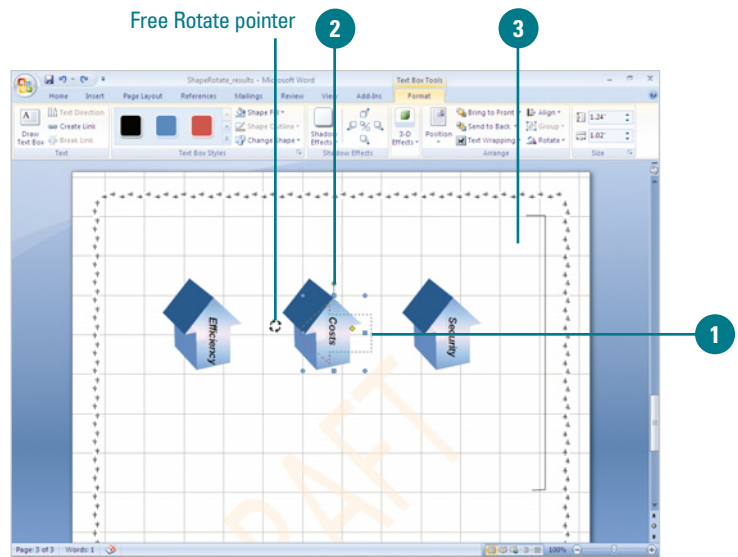 Free Rotate pointer
2
3
ShapeRotate_results - Microsoft Word
Text Box Tools
Home Insert Page Layout References Mailings Review View Add-Ins Format
Draw Text Box
Text Direction
Create Link
Break Link
Text
Text Box Styles
Shape Fill
Shape Outline
Change Shape
Shadow Effects
Shadow Effects
3-D Effects
Position
Bring to Front
Send to Back
Text Wrapping
Align
Group
Rotate
Arrange
1.24"
1.02"
Size
Efficiency
Costs
Security
1
DRAFT
Page: 3 of 3 Words: 1
100%